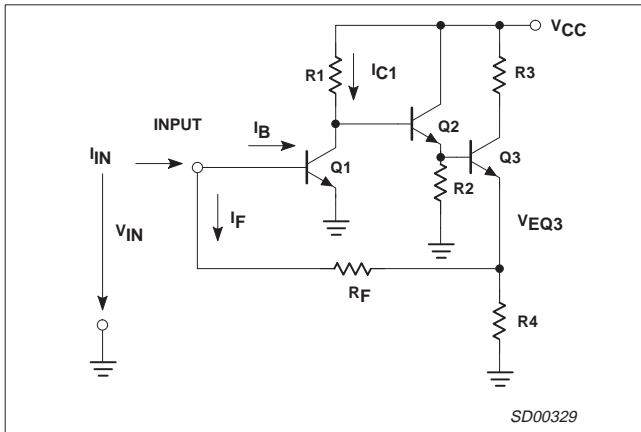 VCC
R1
IC1
R3
INPUT
IB
Q2
IIN
Q1
Q3
R2
IF
VEQ3
VIN
RF
R4
SD00329